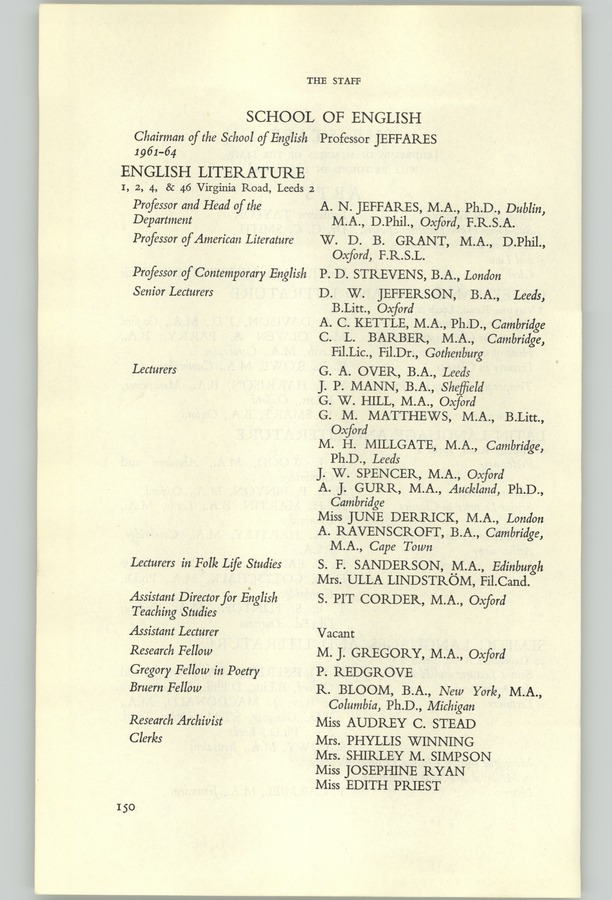 THE STAFF
SCHOOL OF ENGLISH
Chairman of the School of English Professor JEFFARES
1961-64
ENGLISH LITERATURE
1, 2, 4, & 46 Virginia Road, Leeds 2
Professor and Head of the A. N. JEFFARES, M.A., Ph.D., Dublin,
Department M.A., D.Phil., Oxford, F.R.S.A.
Professor of American Literature W. D. B. GRANT, M.A., D.Phil.,
Oxford, F.R.S.L.
Professor of Contemporary English P. D. STREVENS, B.A., London
Senior Lecturers D. W. JEFFERSON, B.A., Leeds,
B.Litt., Oxford
A. C. KETTLE, M.A., Ph.D., Cambridge
C. L. BARBER, M.A., Cambridge,
Fil.Lic., Fil.Dr., Gothenburg
Lecturers G. A. OVER, B.A., Leeds
J. P. MANN, B.A., Sheffield
G. W. HILL, M.A., Oxford
G. M. MATTHEWS, M.A., B.Litt.,
Oxford
M. H. MILLGATE, M.A., Cambridge,
Ph.D., Leeds
J. W. SPENCER, M.A., Oxford
A. J. GURR, M.A., Auckland, Ph.D.,
Cambridge
Miss JUNE DERRICK, M.A., London
A. RAVENSCROFT, B.A., Cambridge,
M.A., Cape Town
Lecturers in Folk Life Studies S. F. SANDERSON, M.A., Edinburgh
Mrs. ULLA LINDSTRÖM, Fil.Cand.
Assistant Director for English S. PIT CORDER, M.A., Oxford
Teaching Studies
Assistant Lecturer Vacant
Research Fellow M. J. GREGORY, M.A., Oxford
Gregory Fellow in Poetry P. REDGROVE
Bruern Fellow R. BLOOM, B.A., New York, M.A.,
Columbia, Ph.D., Michigan
Research Archivist Miss AUDREY C. STEAD
Clerks Mrs. PHYLLIS WINNING
Mrs. SHIRLEY M. SIMPSON
Miss JOSEPHINE RYAN
Miss EDITH PRIEST
150